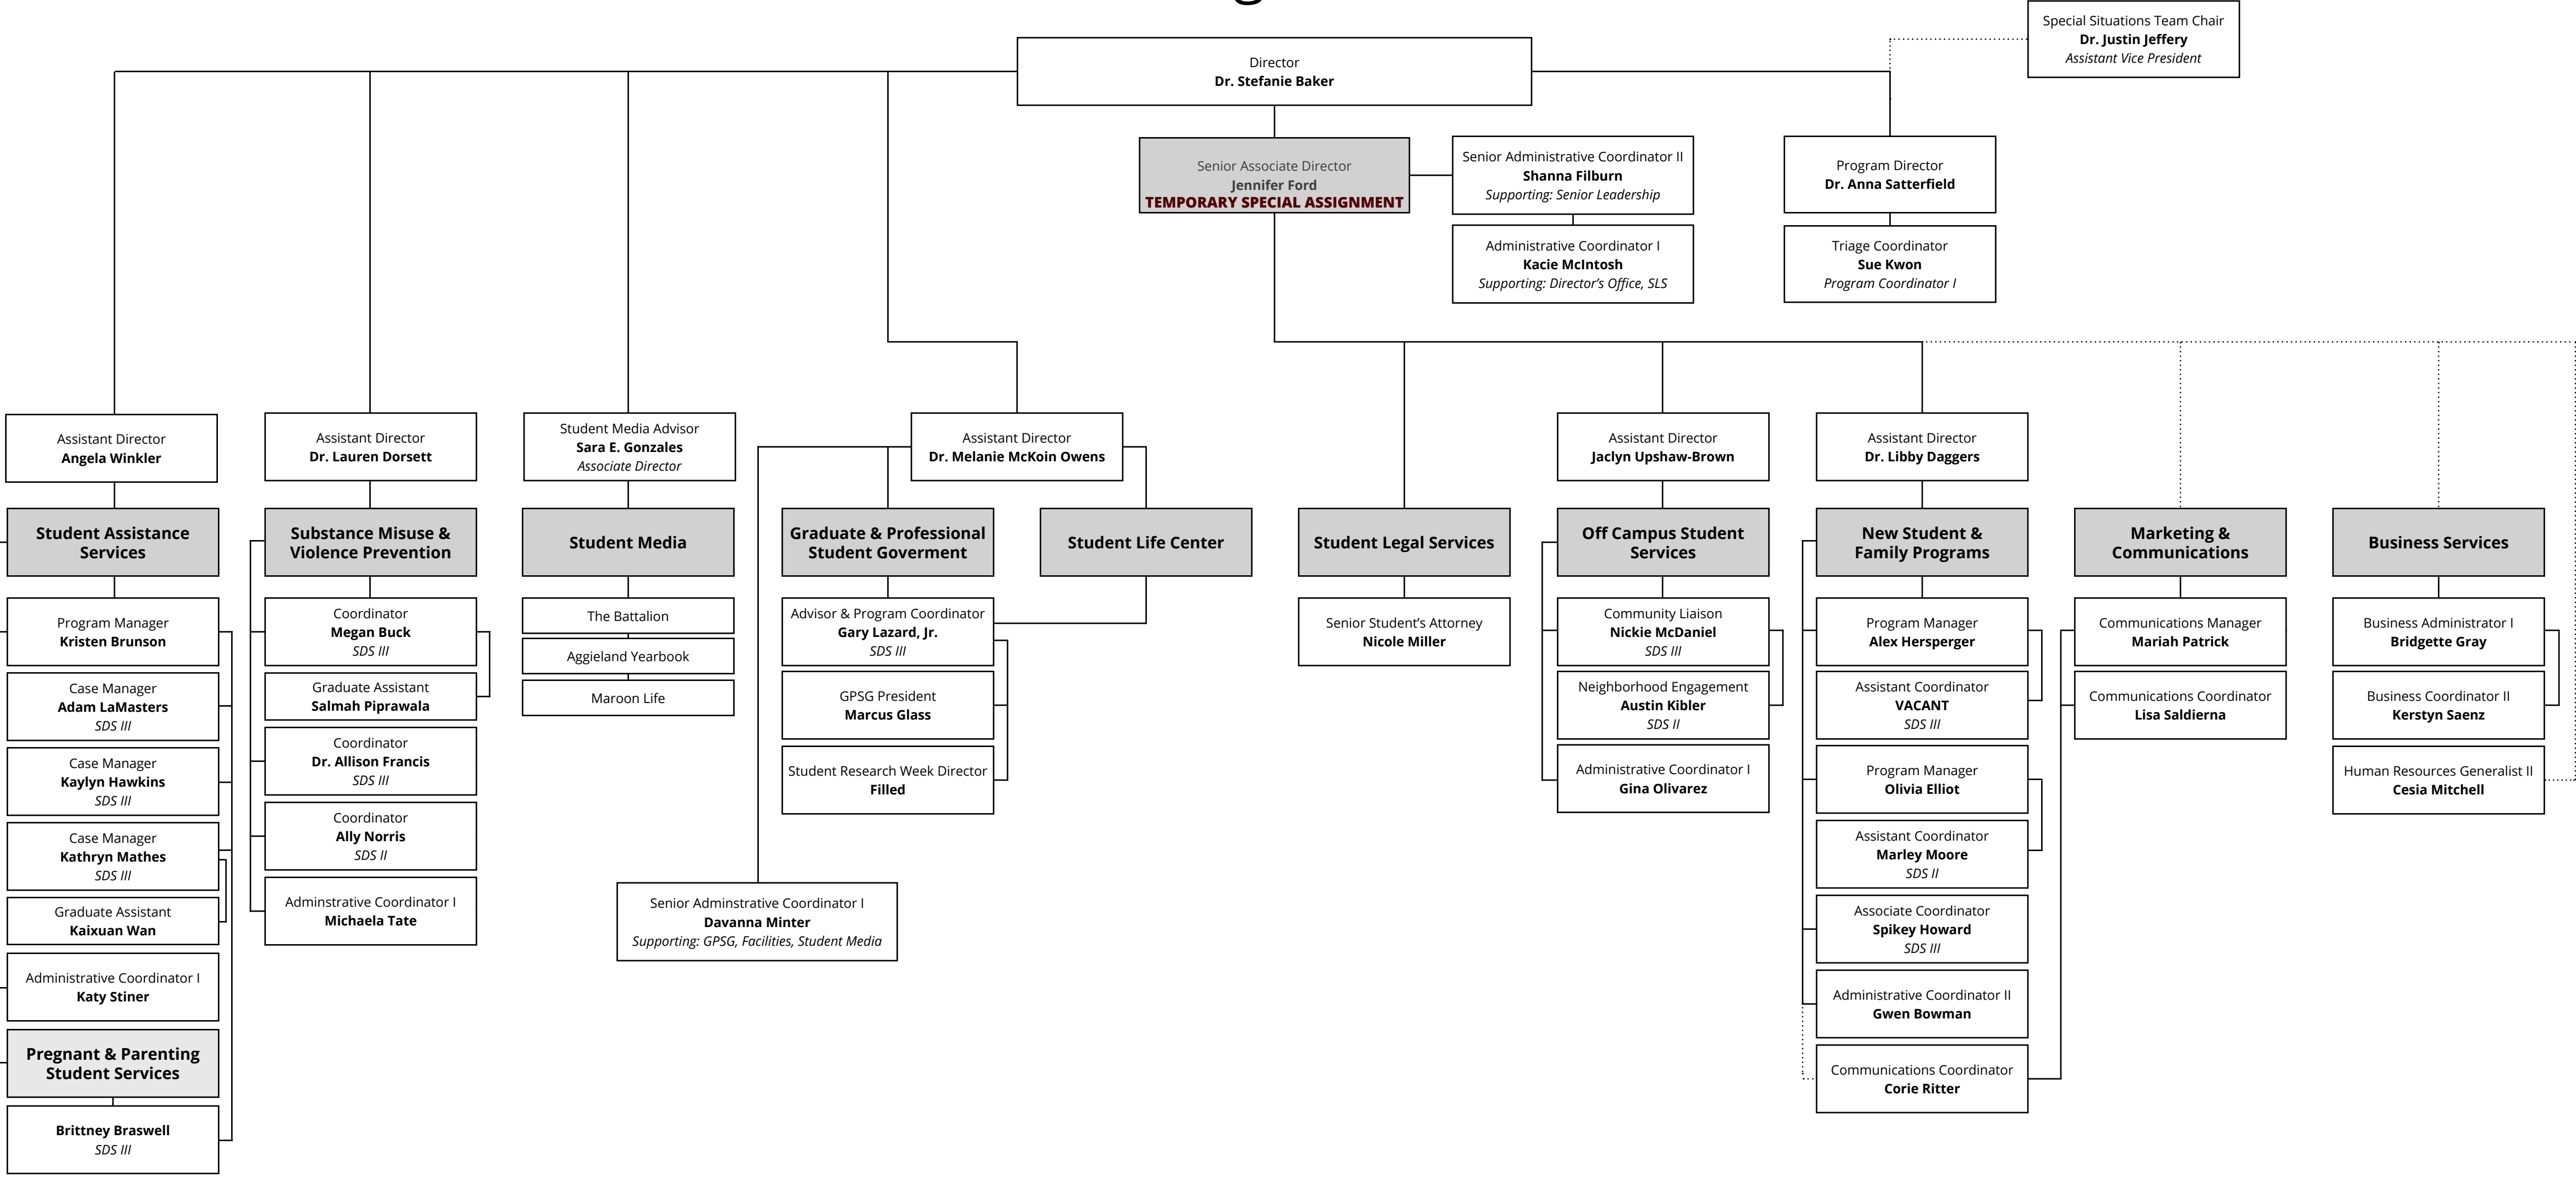 Special Situations Team Chair
Dr. Justin Jeffery
Assistant Vice President
Director
Dr. Stefanie Baker
Senior Associate Director
Jennifer Ford
TEMPORARY SPECIAL ASSIGNMENT
Senior Administrative Coordinator II
Shanna Filburn
Supporting: Senior Leadership
Administrative Coordinator I
Kacie McIntosh
Supporting: Director's Office, SLS
Program Director
Dr. Anna Satterfield
Triage Coordinator
Sue Kwon
Program Coordinator I
Assistant Director
Angela Winkler
Student Assistance
Services
Program Manager
Kristen Brunson
Case Manager
Adam LaMasters
SDS III
Case Manager
Kaylyn Hawkins
SDS III
Case Manager
Kathryn Mathes
SDS III
Graduate Assistant
Kaixuan Wan
Administrative Coordinator I
Katy Stiner
Pregnant & Parenting
Student Services
Brittney Braswell
SDS III
Assistant Director
Dr. Lauren Dorsett
Substance Misuse &
Violence Prevention
Coordinator
Megan Buck
SDS III
Graduate Assistant
Salmah Piprawala
Coordinator
Dr. Allison Francis
SDS III
Coordinator
Ally Norris
SDS II
Adminstrative Coordinator I
Michaela Tate
Student Media Advisor
Sara E. Gonzales
Associate Director
Student Media
The Battalion
Aggieland Yearbook
Maroon Life
Assistant Director
Dr. Melanie McKoin Owens
Graduate & Professional
Student Goverment
Advisor & Program Coordinator
Gary Lazard, Jr.
SDS III
GPSG President
Marcus Glass
Student Research Week Director
Filled
Senior Adminstrative Coordinator I
Davanna Minter
Supporting: GPSG, Facilities, Student Media
Student Life Center
Student Legal Services
Senior Student's Attorney
Nicole Miller
Assistant Director
Jaclyn Upshaw-Brown
Off Campus Student
Services
Community Liaison
Nickie McDaniel
SDS III
Neighborhood Engagement
Austin Kibler
SDS II
Administrative Coordinator I
Gina Olivarez
Assistant Director
Dr. Libby Daggers
New Student &
Family Programs
Program Manager
Alex Hersperger
Assistant Coordinator
VACANT
SDS III
Program Manager
Olivia Elliot
Assistant Coordinator
Marley Moore
SDS II
Associate Coordinator
Spikey Howard
SDS III
Administrative Coordinator II
Gwen Bowman
Communications Coordinator
Corie Ritter
Marketing &
Communications
Communications Manager
Mariah Patrick
Communications Coordinator
Lisa Saldierna
Business Services
Business Administrator I
Bridgette Gray
Business Coordinator II
Kerstyn Saenz
Human Resources Generalist II
Cesia Mitchell